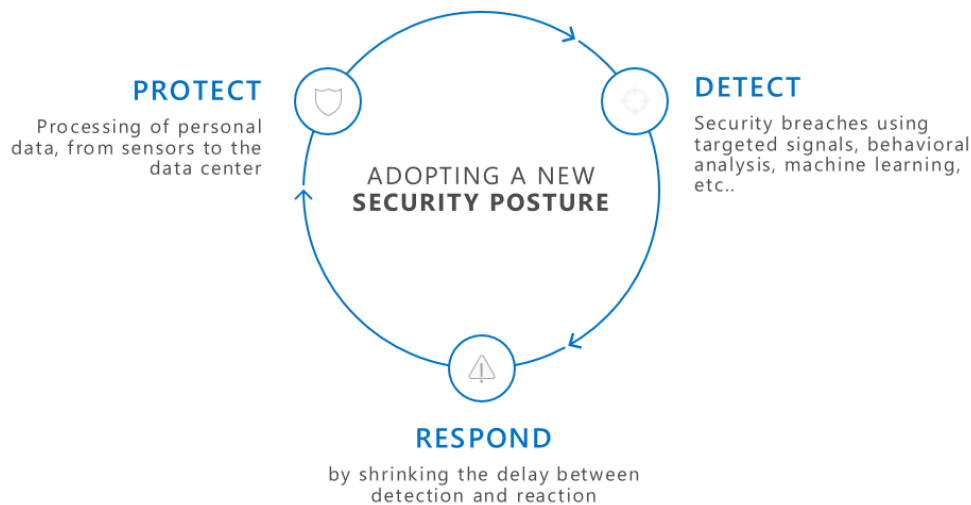 PROTECT
Processing of personal
data, from sensors to the
data center
DETECT
Security breaches using
targeted signals, behavioral
analysis, machine learning,
etc..
ADOPTING A NEW
SECURITY POSTURE
RESPOND
by shrinking the delay between
detection and reaction